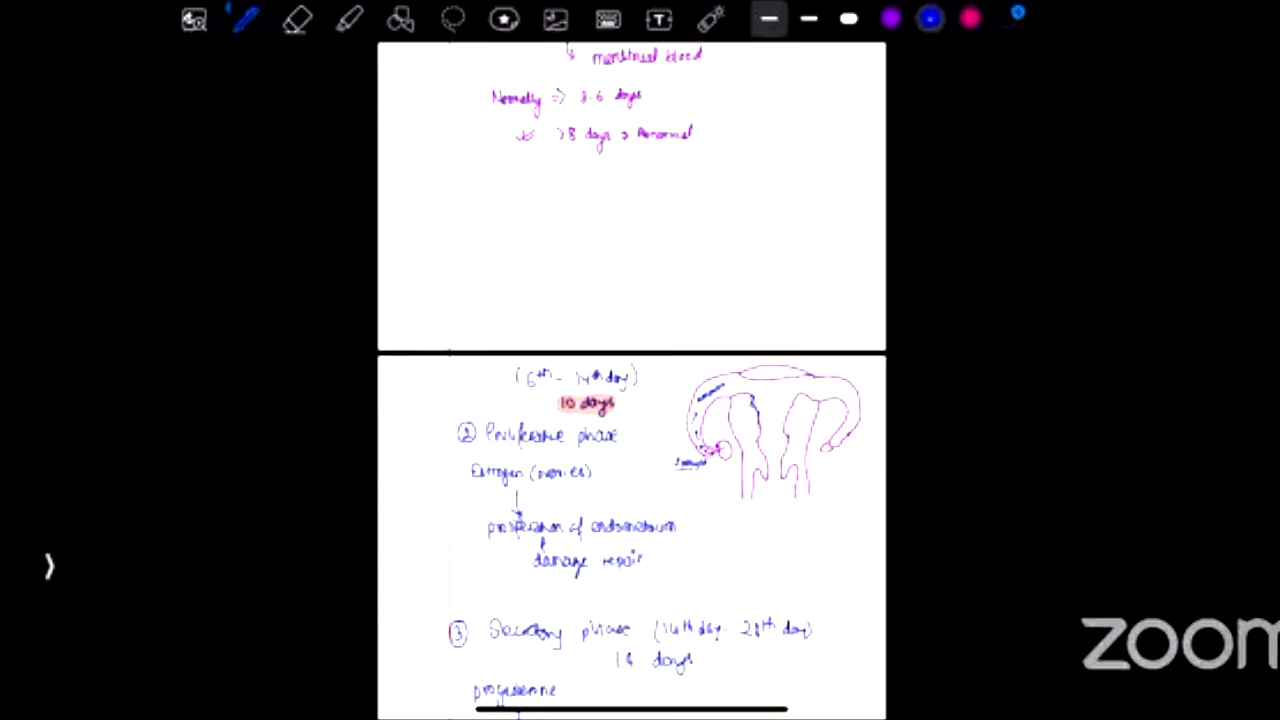 menstrual blood
Normally => 2-6 days
>8 days > Abnormal
(6th - 14th day)
10 days
② Proliferative phase
Estrogen (ovaries)
proliferation of endometrium
damage repair
③ Secretory phase (14th day - 28th day)
14 days
progesterone
zoom